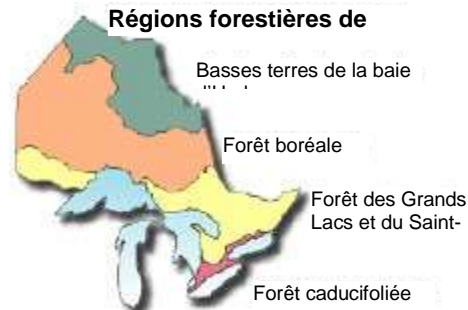 Régions forestières de
Basses terres de la baie
Forêt boréale
Forêt des Grands
Lacs et du Saint-
Forêt caducifoliée